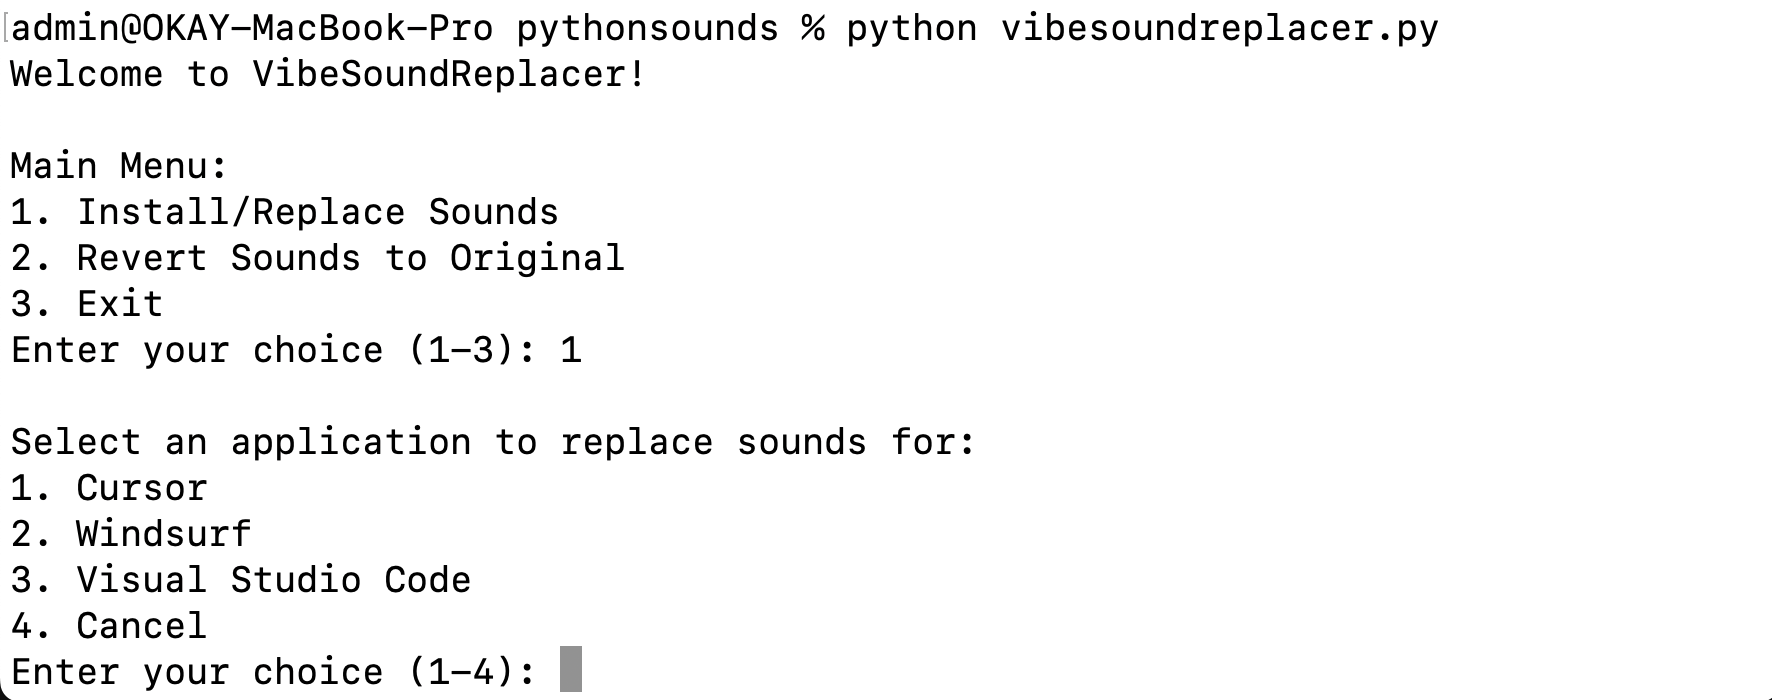 [admin@OKAY-MacBook-Pro pythonsounds % python vibesoundreplacer.py
Welcome to VibeSoundReplacer!
Main Menu:
1. Install/Replace Sounds
2. Revert Sounds to Original
3. Exit
Enter your choice (1-3): 1
Select an application to replace sounds for:
1. Cursor
2. Windsurf
3. Visual Studio Code
4. Cancel
Enter your choice (1-4):